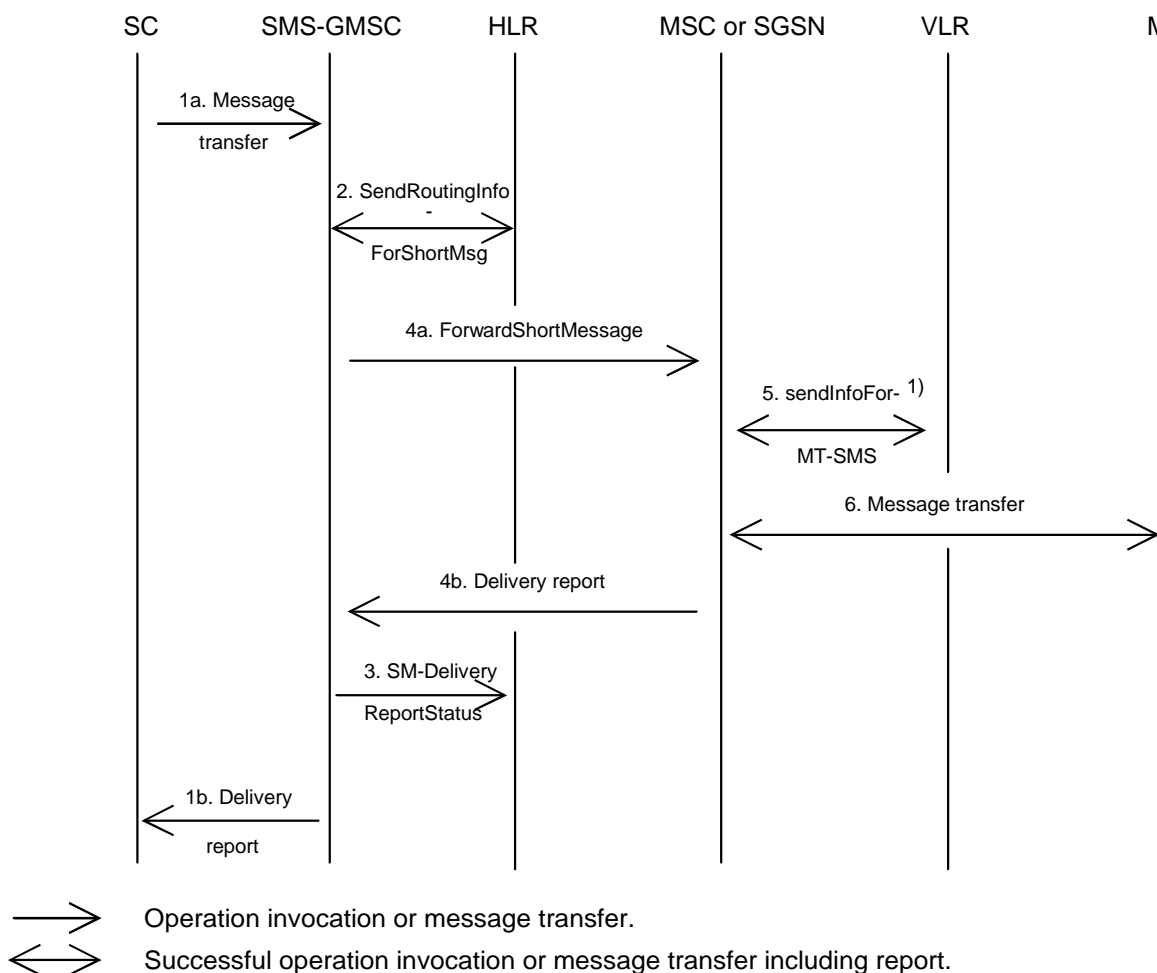 SC SMS-GMSC HLR MSC or SGSN VLR M
1a. Message
transfer
2. SendRoutingInfo
-
ForShortMsg
4a. ForwardShortMessage
5. sendInfoFor- 1)
MT-SMS
6. Message transfer
4b. Delivery report
3. SM-Delivery
ReportStatus
1b. Delivery
report
Operation invocation or message transfer.
Successful operation invocation or message transfer including report.